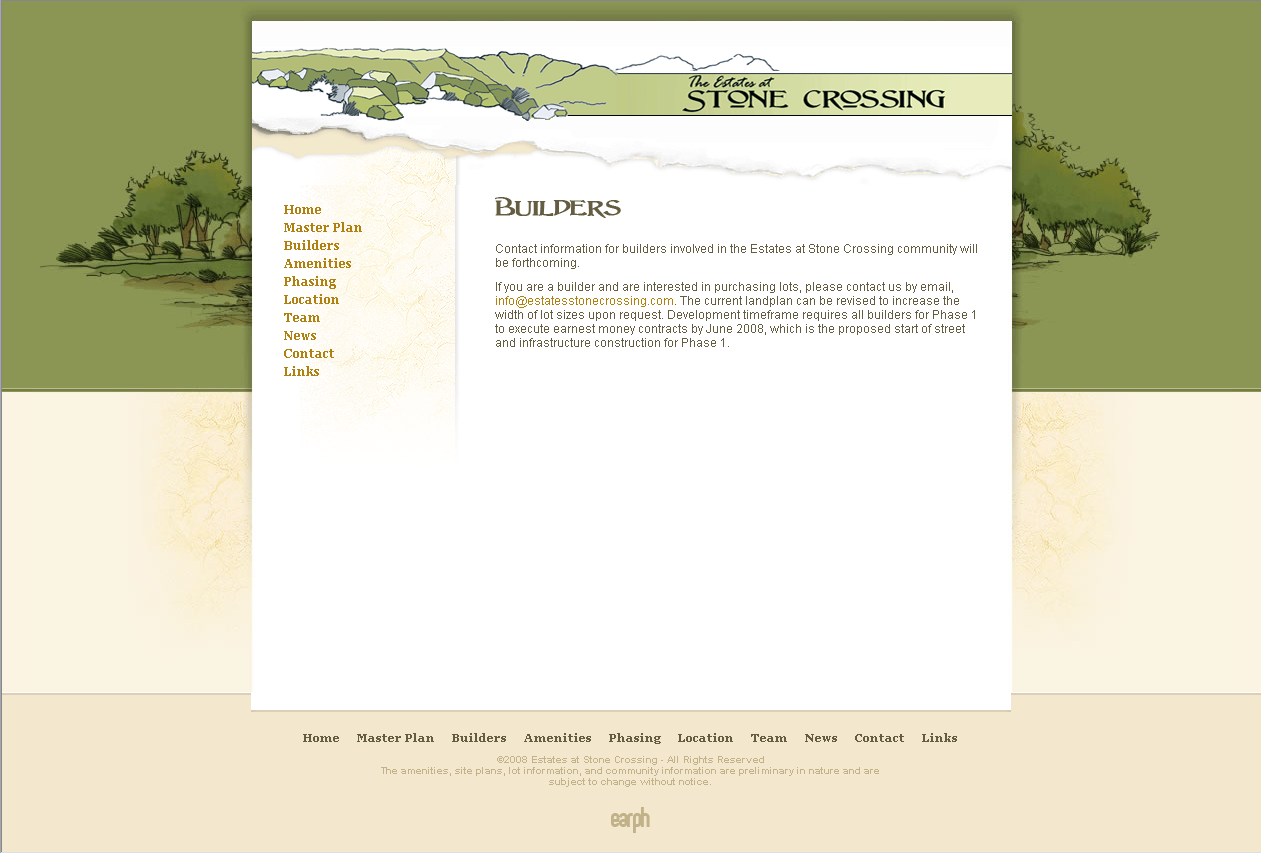 The Estates at
STONE CROSSING
Home
Master Plan
Builders
Amenities
Phasing
Location
Team
News
Contact
Links
BUILDERS
Contact information for builders involved in the Estates at Stone Crossing community will
be forthcoming.
If you are a builder and are interested in purchasing lots, please contact us by email,
info@estatesstonecrossing.com. The current landplan can be revised to increase the
width of lot sizes upon request. Development timeframe requires all builders for Phase 1
to execute earnest money contracts by June 2008, which is the proposed start of street
and infrastructure construction for Phase 1.
Home Master Plan Builders Amenities Phasing Location Team News Contact Links
©2008 Estates at Stone Crossing - All Rights Reserved
The amenities, site plans, lot information, and community information are preliminary in nature and are
subject to change without notice.
earph